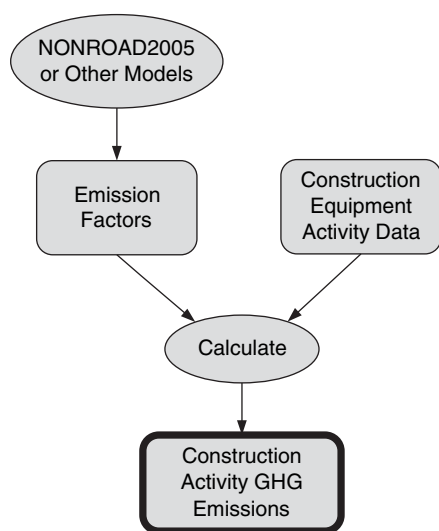 NONROAD2005
or Other Models
Emission
Factors
Construction
Equipment
Activity Data
Calculate
Construction
Activity GHG
Emissions